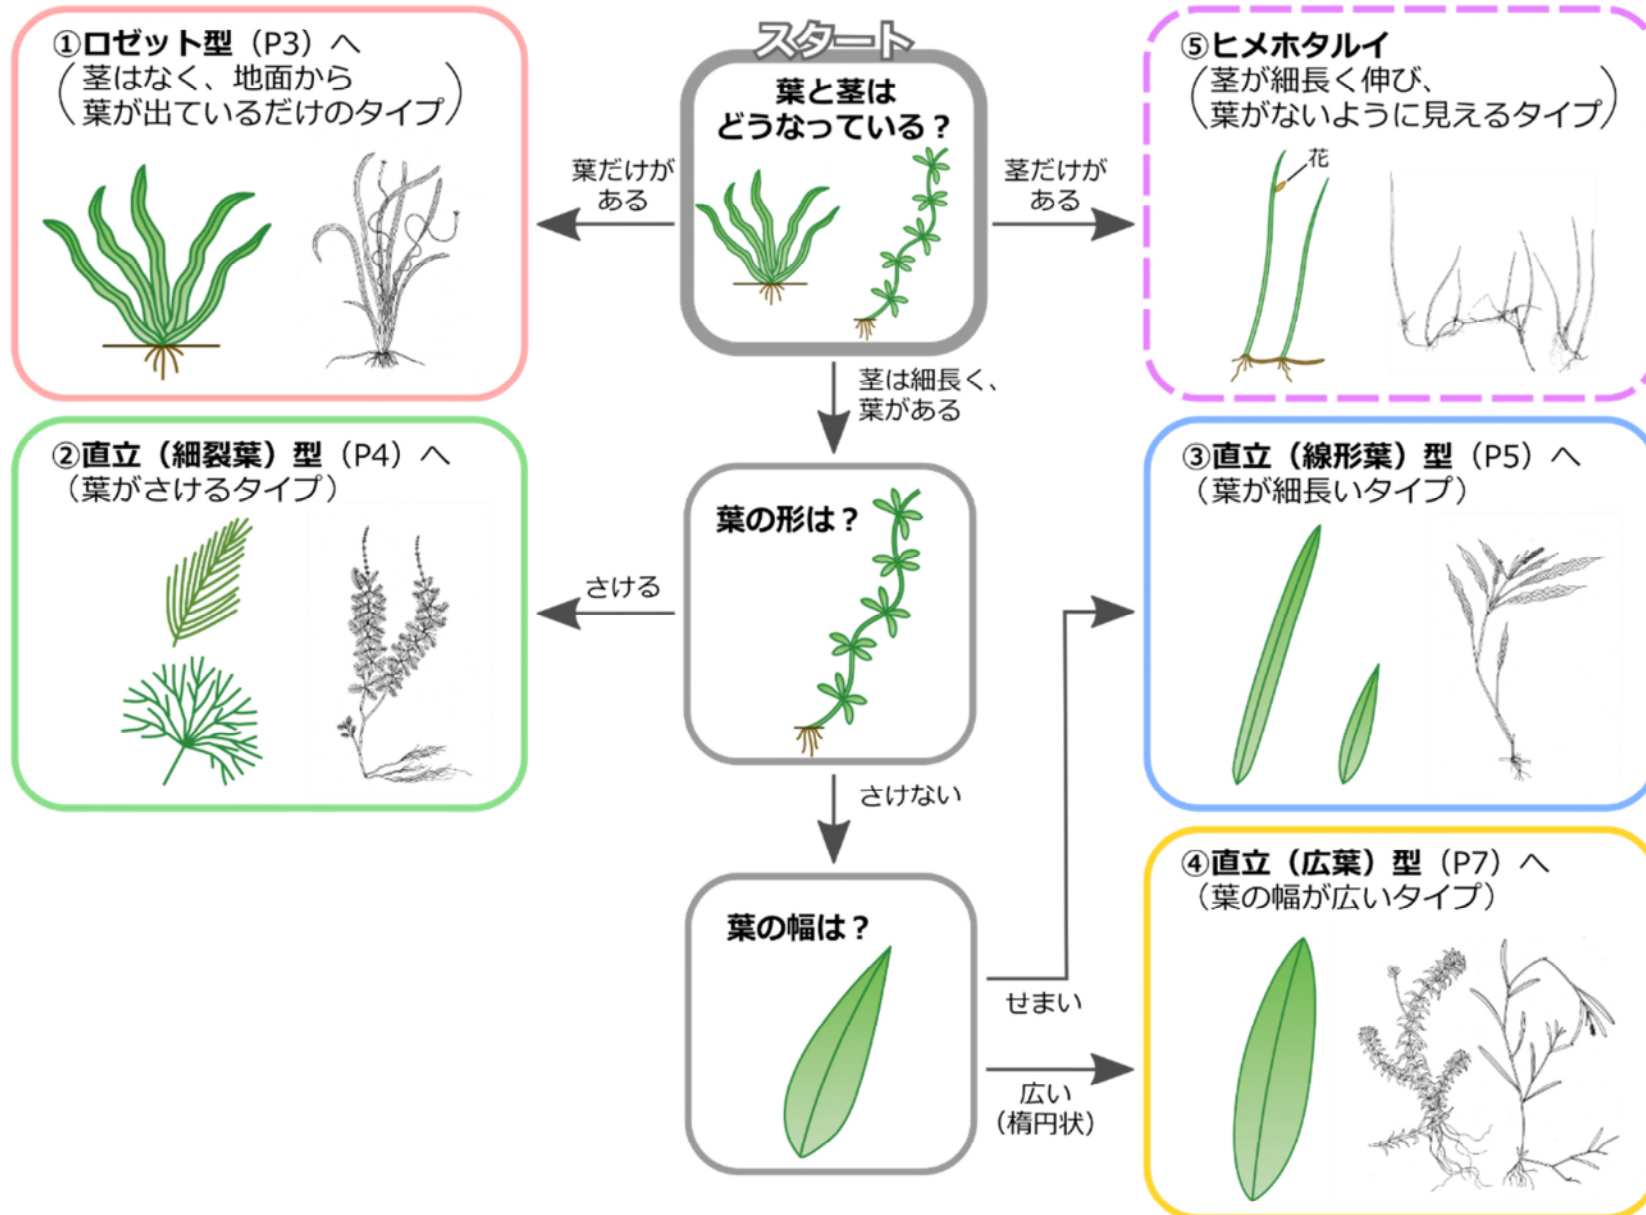 ①ロゼット型（P3）へ
茎はなく、地面から
葉が出ているだけのタイプ
スタート
葉と茎は
どうなっている？
葉だけが
ある
茎だけが
ある
⑤ヒメホタルイ
茎が細長く伸び、
葉がないように見えるタイプ
花
茎は細長く、
葉がある
②直立（細裂葉）型（P4）へ
（葉がさけるタイプ）
葉の形は？
さける
さけない
③直立（線形葉）型（P5）へ
（葉が細長いタイプ）
葉の幅は？
せまい
広い
（楕円状）
④直立（広葉）型（P7）へ
（葉の幅が広いタイプ）